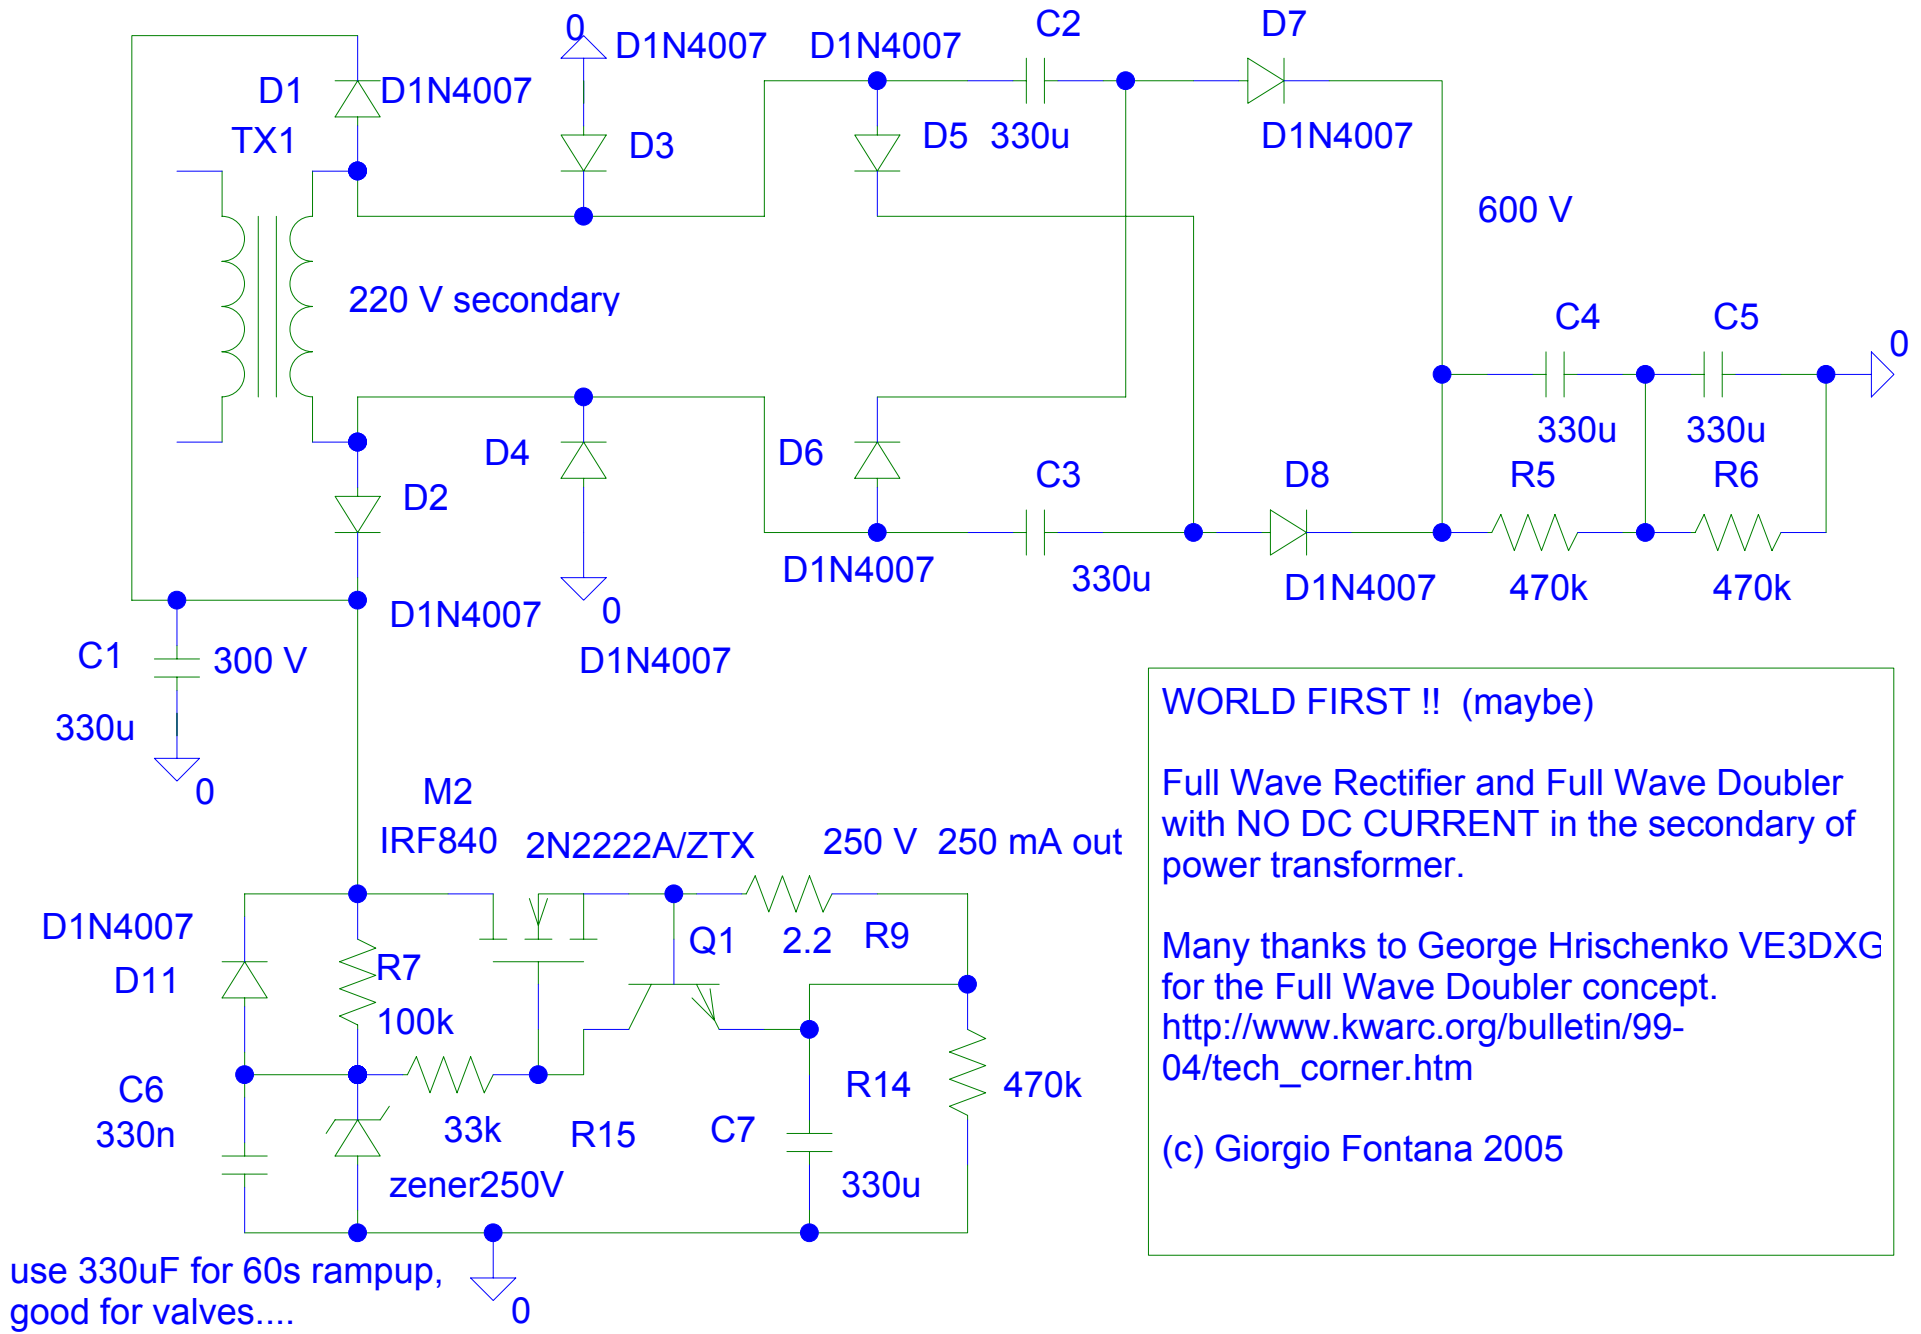 0
D1N4007
D1N4007
C2
D7
D1
D1N4007
TX1
D3
D5
330u
D1N4007
600 V
220 V secondary
C4
C5
0
330u
330u
D4
D6
C3
D8
R5
R6
D2
D1N4007
330u
D1N4007
470k
470k
D1N4007
0
D1N4007
C1
300 V
330u
0
WORLD FIRST !! (maybe)
Full Wave Rectifier and Full Wave Doubler
with NO DC CURRENT in the secondary of
power transformer.
Many thanks to George Hrischenko VE3DXG
for the Full Wave Doubler concept.
http://www.kwarc.org/bulletin/99-
04/tech_corner.htm
(c) Giorgio Fontana 2005
M2
IRF840
2N2222A/ZTX
250 V 250 mA out
D1N4007
D11
R7
100k
Q1
2.2
R9
C6
330n
33k
R15
C7
R14
470k
zener250V
330u
use 330uF for 60s rampup,
good for valves....
0